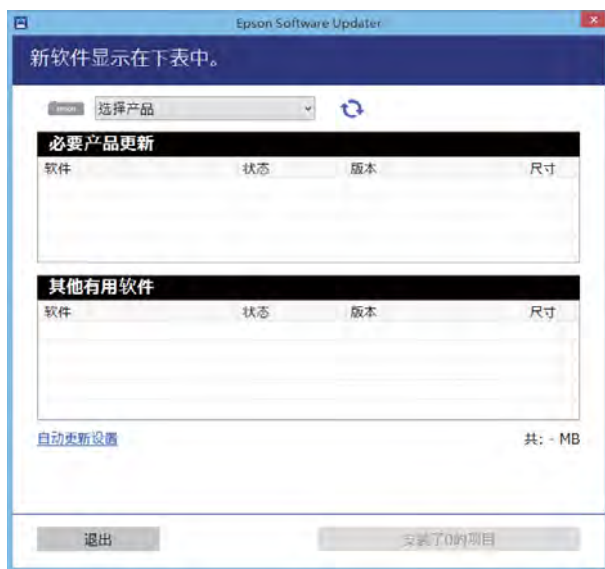 Epson Software Updater
新软件显示在下表中。
选择产品
必要产品更新
软件 状态 版本 尺寸
其他有用软件
软件 状态 版本 尺寸
自动更新设置
共: - MB
退出 安装了0的项目